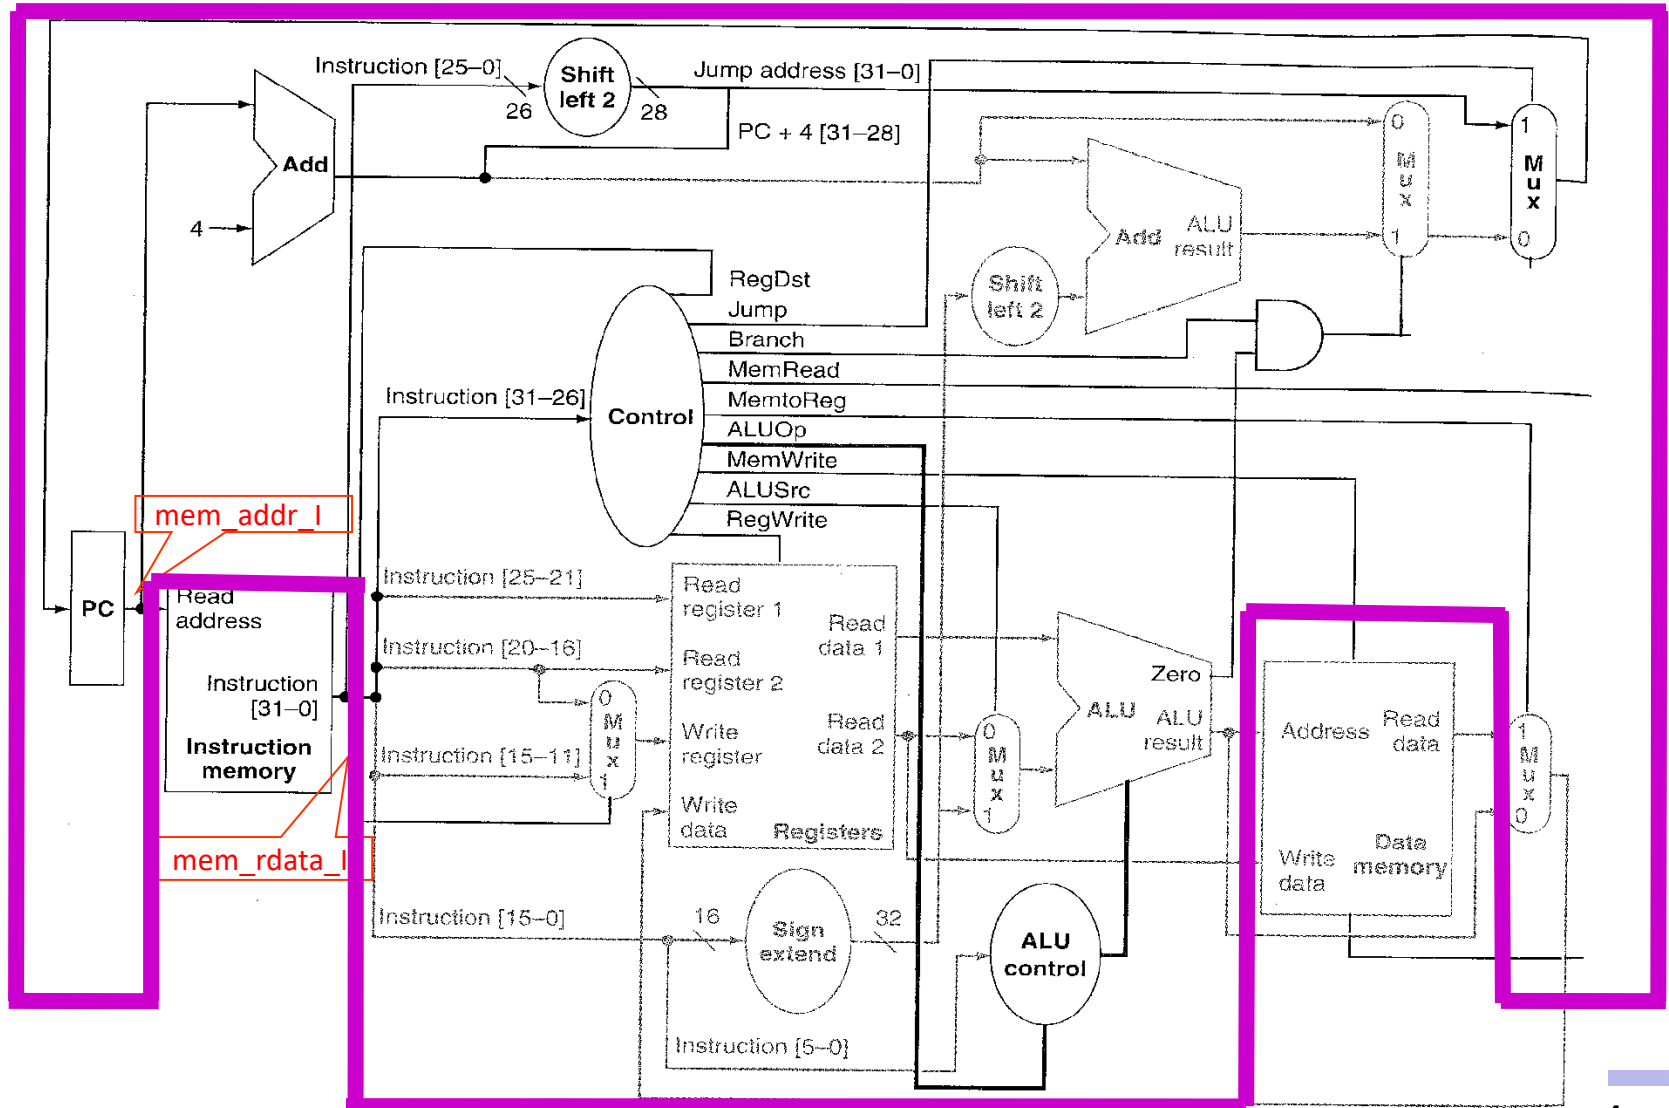 Instruction [25–0]
26
Shift
left 2
28
Jump address [31–0]
PC + 4 [31–28]
Add
4
0
M
u
x
1
1
M
u
x
0
Add
ALU
result
Shift
left 2
RegDst
Jump
Branch
MemRead
MemtoReg
ALUOp
MemWrite
ALUSrc
RegWrite
Instruction [31–26]
Control
mem_addr_I
PC
Read
address
Instruction
[31–0]
Instruction
memory
mem_rdata_I
Instruction [25–21]
Instruction [20–16]
Instruction [15–11]
Instruction [15–0]
Instruction [5–0]
0
M
u
x
1
Read
register 1
Read
register 2
Write
register
Write
data
Read
data 1
Read
data 2
Registers
16
Sign
extend
32
0
M
u
x
1
Zero
ALU
ALU
result
ALU
control
Address
Read
data
Write
data
Data
memory
1
M
u
x
0